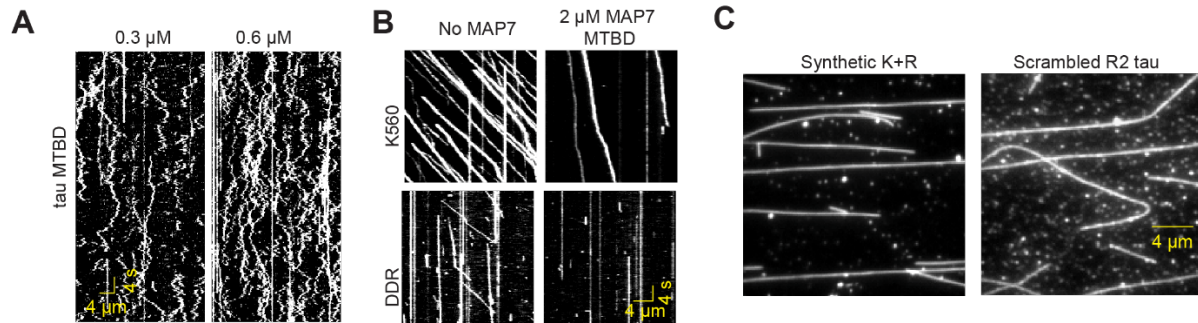 A
0.3 µM 0.6 µM
tau MTBD
4 µm
4 s
B
No MAP7
2 µM MAP7
MTBD
K560
DDR
4 µm
4 s
C
Synthetic K+R
Scrambled R2 tau
4 µm